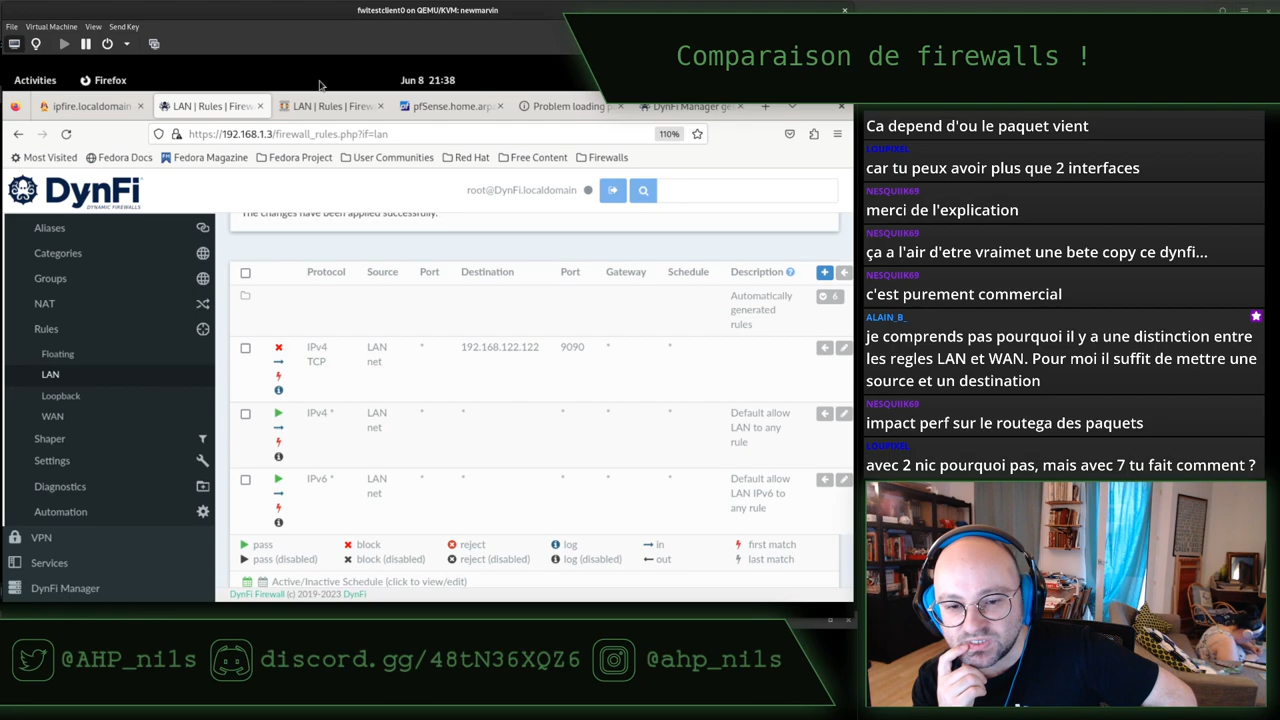 fwltestclient0 on QEMU/KVM: newmarvin
File Virtual Machine View Send Key
Activities Firefox Jun 8 21:38
ipfire.localdomain LAN | Rules | Firew LAN | Rules | Firew pfSense.home.arp Problem loading DynFi Manager ge
https://192.168.1.3/firewall_rules.php?if=lan 110%
Most Visited Fedora Docs Fedora Magazine Fedora Project User Communities Red Hat Free Content Firewalls
DynFi
DYNAMIC FIREWALLS
root@DynFi.localdomain
The changes have been applied successfully.
Aliases
Categories
Groups
NAT
Rules
Floating
LAN
Loopback
WAN
Shaper
Settings
Diagnostics
Automation
VPN
Services
DynFi Manager
Protocol Source Port Destination Port Gateway Schedule Description
Automatically 6
generated
rules
IPv4 LAN * 192.168.122.122 9090 * *
TCP net
IPv4 * LAN * * * * * Default allow
net LAN to any
rule
IPv6 * LAN * * * * * Default allow
net LAN IPv6 to
any rule
pass block reject log in first match
pass (disabled) block (disabled) reject (disabled) log (disabled) out last match
Active/Inactive Schedule (click to view/edit)
DynFi Firewall (c) 2019-2023 DynFi
Comparaison de firewalls !
Ca depend d'ou le paquet vient
LOUPIXEL
car tu peux avoir plus que 2 interfaces
NESQUIIK69
merci de l'explication
NESQUIIK69
ça a l'air d'etre vraimet une bete copy ce dynfi...
NESQUIIK69
c'est purement commercial
ALAIN_B_
je comprends pas pourquoi il y a une distinction entre
les regles LAN et WAN. Pour moi il suffit de mettre une
source et un destination
NESQUIIK69
impact perf sur le routega des paquets
LOUPIXEL
avec 2 nic pourquoi pas, mais avec 7 tu fait comment ?
@AHP_nils discord.gg/48tN36XQZ6 @ahp_nils